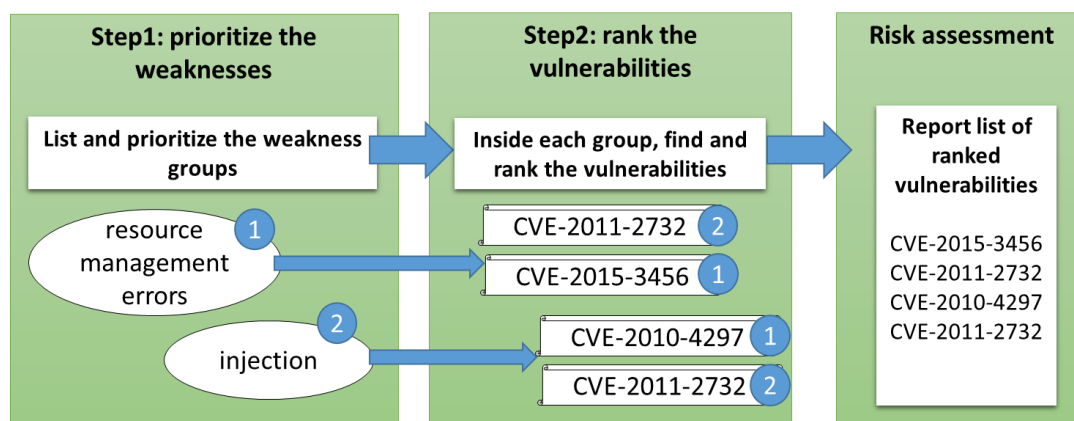 Step1: prioritize the
weaknesses
List and prioritize the weakness
groups
resource
management
errors
1
injection
2
Step2: rank the
vulnerabilities
Inside each group, find and
rank the vulnerabilities
CVE-2011-2732 2
CVE-2015-3456 1
CVE-2010-4297 1
CVE-2011-2732 2
Risk assessment
Report list of
ranked
vulnerabilities
CVE-2015-3456
CVE-2011-2732
CVE-2010-4297
CVE-2011-2732